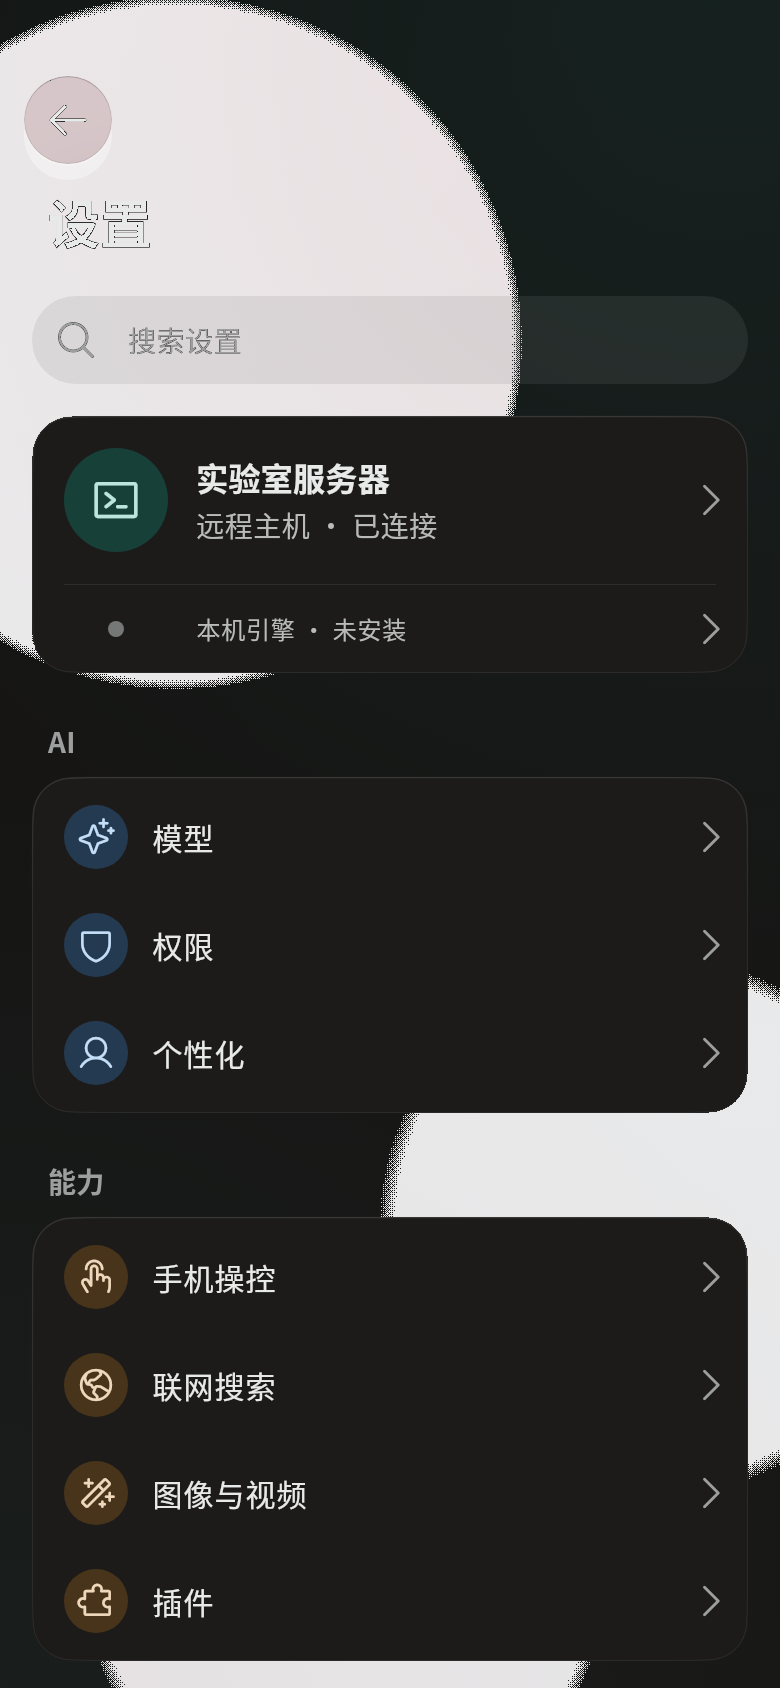 设置
搜索设置
实验室服务器
远程主机 · 已连接
本机引擎 · 未安装
AI
模型
权限
个性化
能力
手机操控
联网搜索
图像与视频
插件